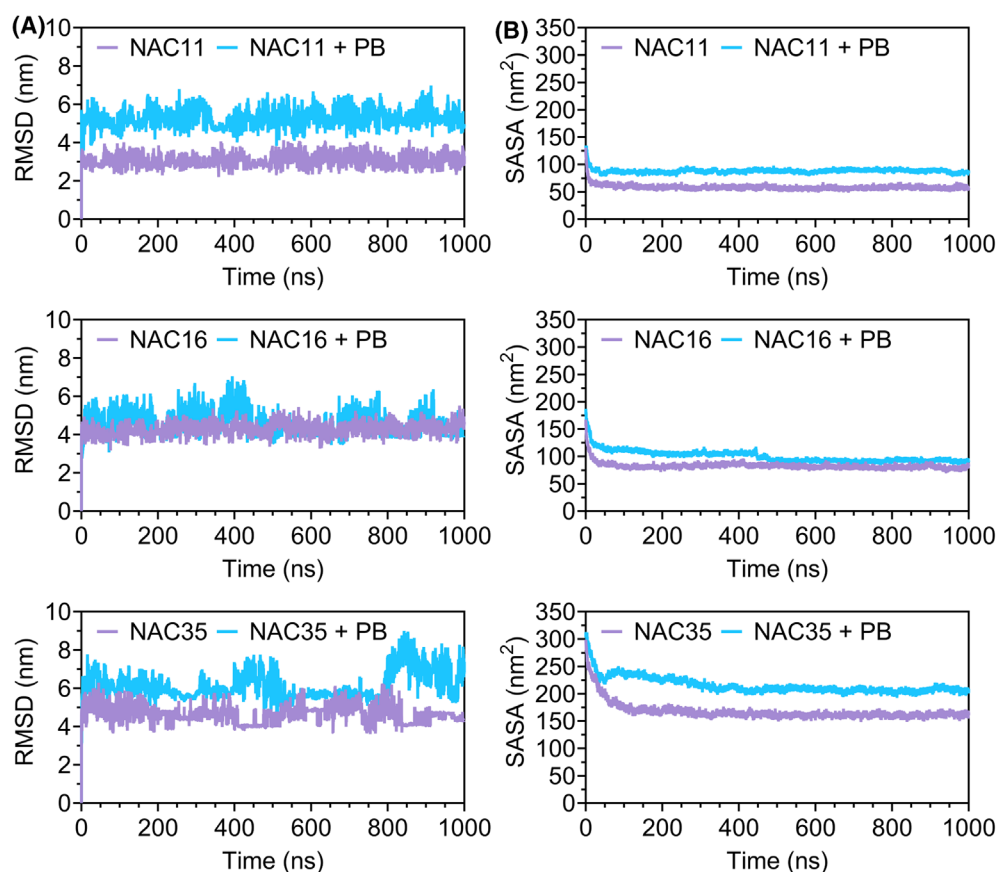 (A)
10
8
6
4
2
0
RMSD (nm)
NAC11 NAC11 + PB
0 200 400 600 800 1000
Time (ns)
(B)
350
300
250
200
150
100
50
0
SASA (nm²)
NAC11 NAC11 + PB
0 200 400 600 800 1000
Time (ns)
10
8
6
4
2
0
RMSD (nm)
NAC16 NAC16 + PB
0 200 400 600 800 1000
Time (ns)
350
300
250
200
150
100
50
0
SASA (nm²)
NAC16 NAC16 + PB
0 200 400 600 800 1000
Time (ns)
10
8
6
4
2
0
RMSD (nm)
NAC35 NAC35 + PB
0 200 400 600 800 1000
Time (ns)
350
300
250
200
150
100
50
0
SASA (nm²)
NAC35 NAC35 + PB
0 200 400 600 800 1000
Time (ns)